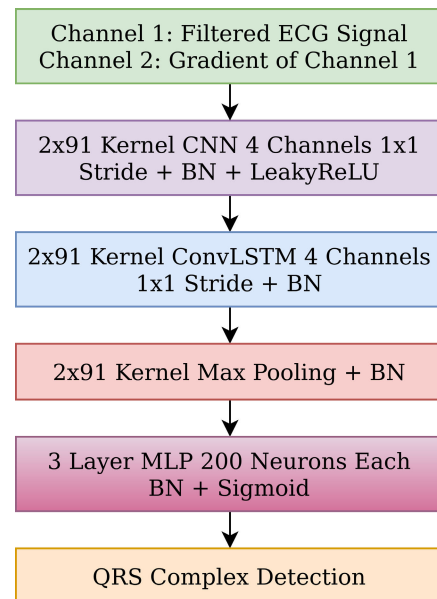 Channel 1: Filtered ECG Signal
Channel 2: Gradient of Channel 1
2x91 Kernel CNN 4 Channels 1x1
Stride + BN + LeakyReLU
2x91 Kernel ConvLSTM 4 Channels
1x1 Stride + BN
2x91 Kernel Max Pooling + BN
3 Layer MLP 200 Neurons Each
BN + Sigmoid
QRS Complex Detection